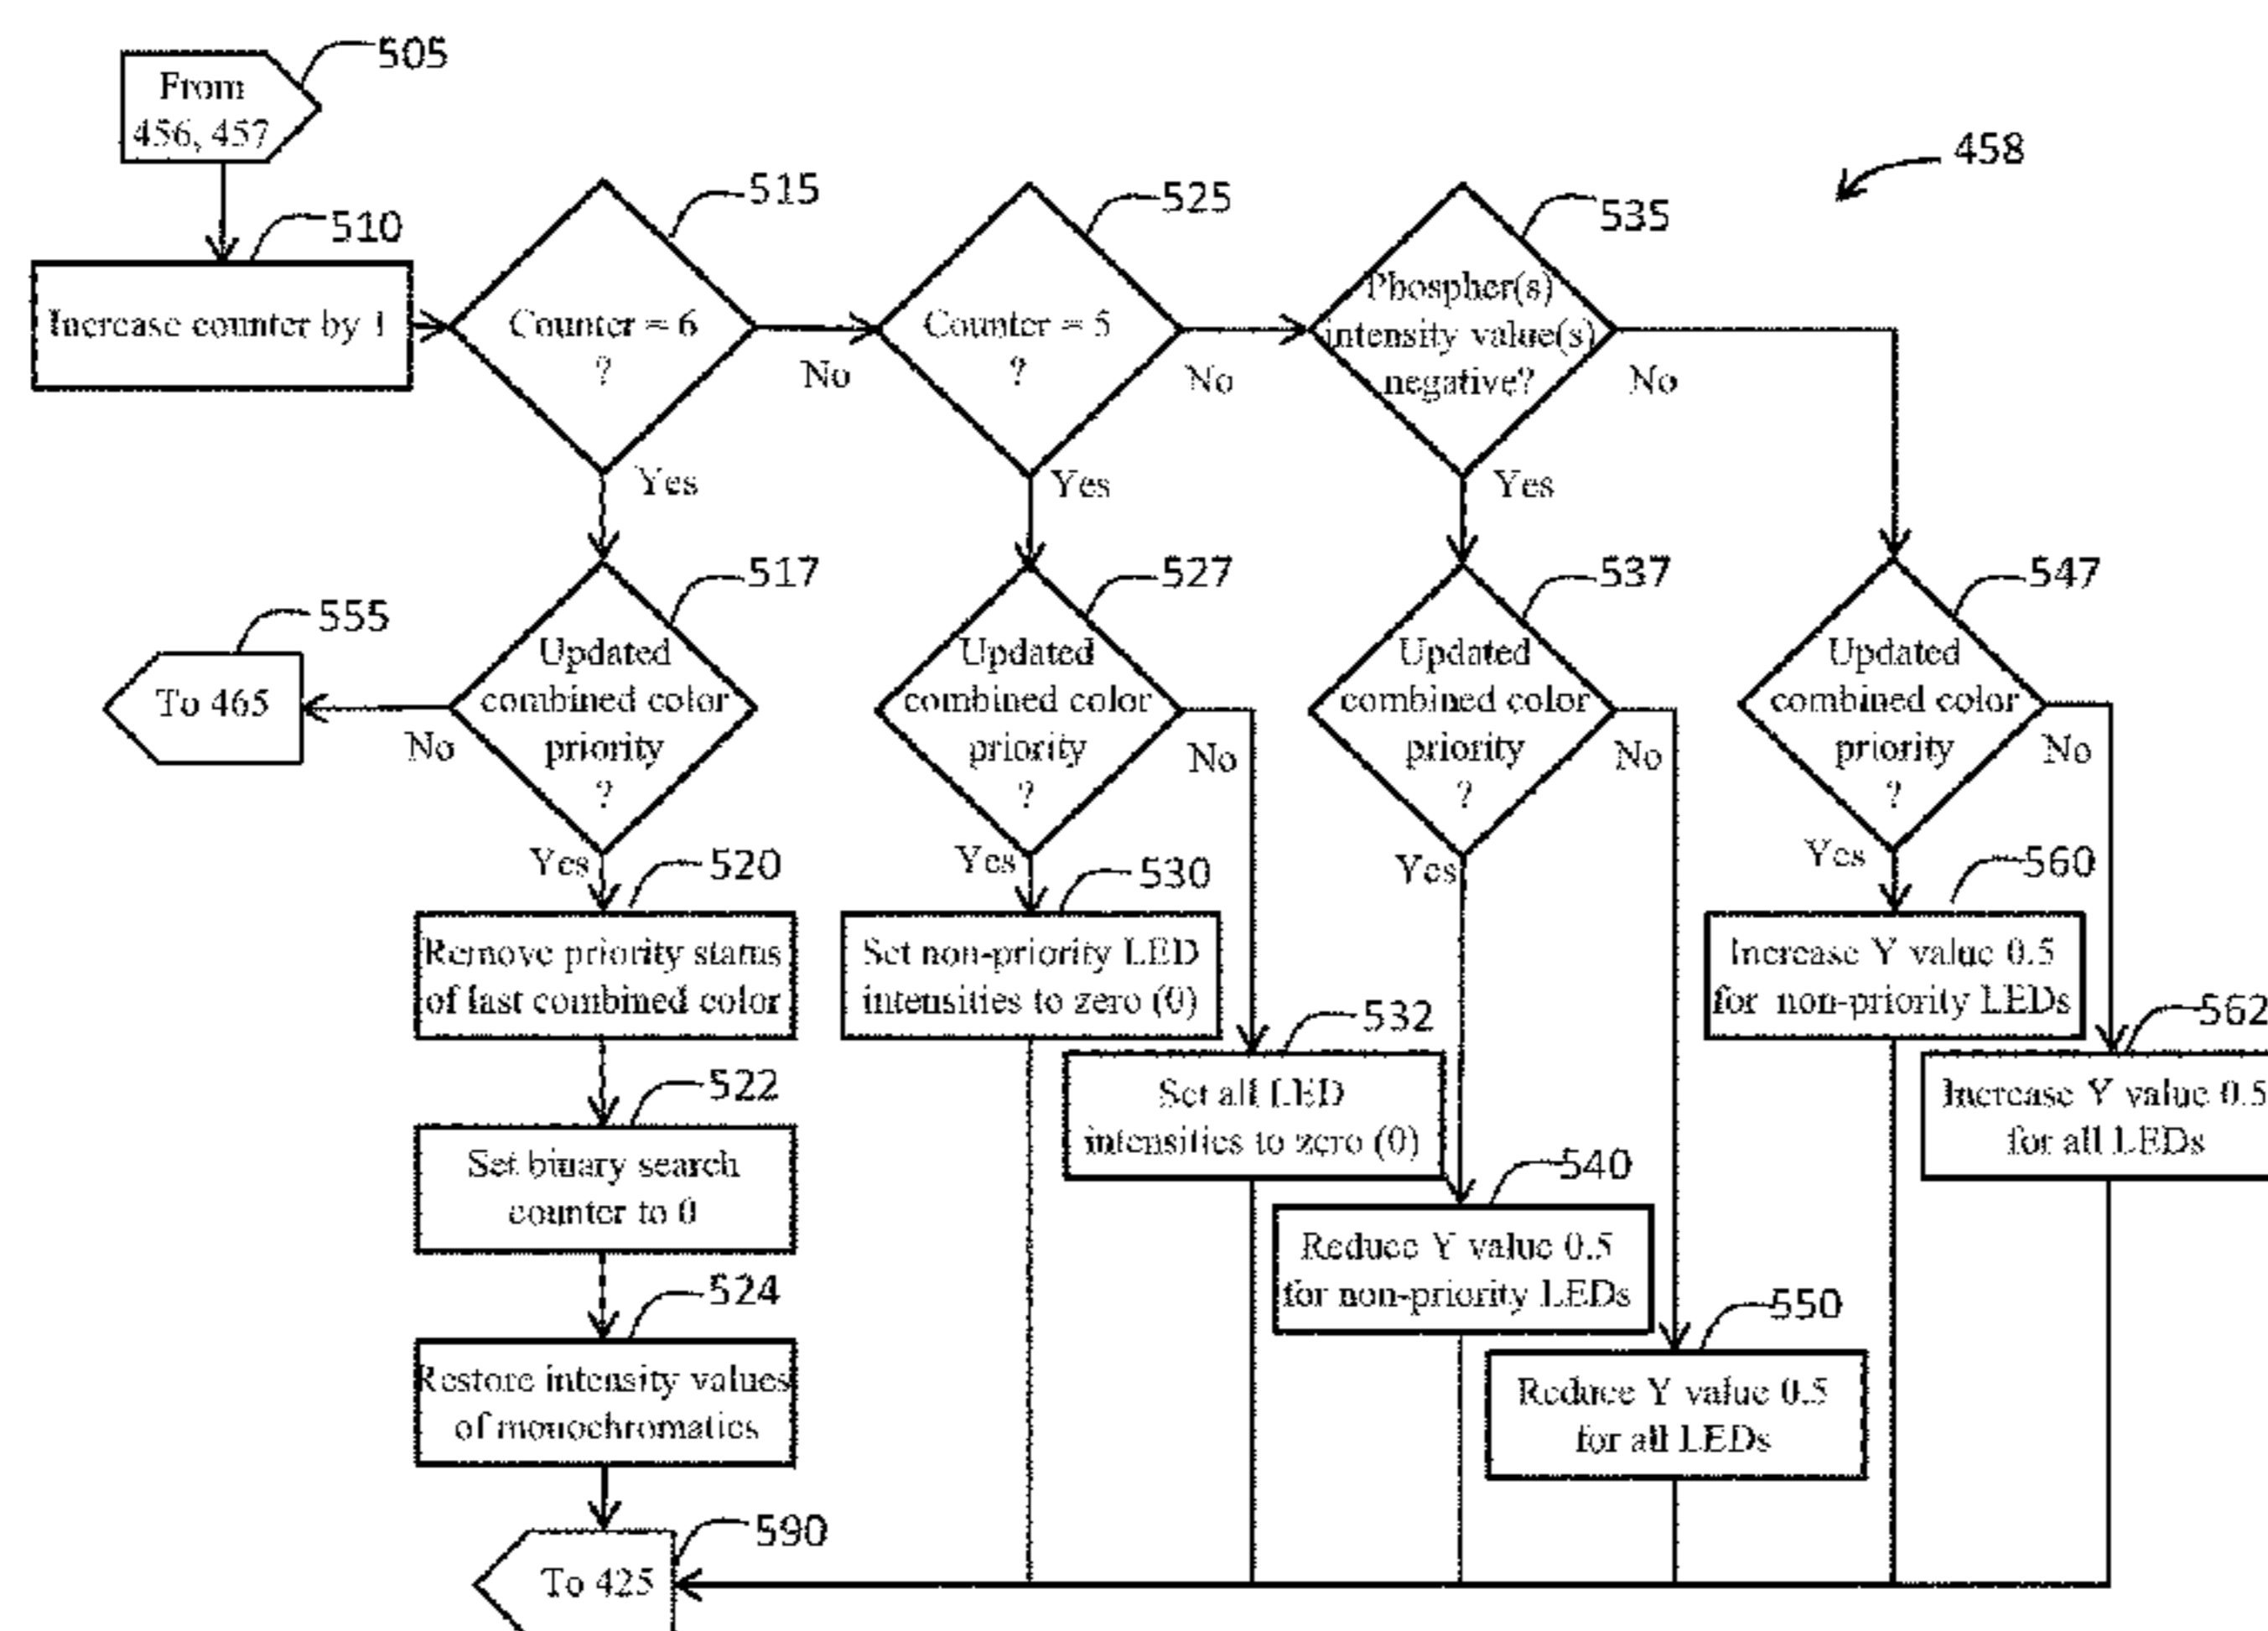 505
From
456, 457
458
515
525
535
510
Increase counter by 1
Counter = 6
?
No
Yes
Counter = 5
?
No
Yes
Phospher(s)
intensity value(s)
negative?
No
Yes
517
527
537
547
555
To 465
Updated
combined color
priority
?
No
Yes
Updated
combined color
priority
?
No
Yes
Updated
combined color
priority
?
No
Yes
Updated
combined color
priority
?
No
Yes
520
Remove priority status
of last combined color
530
Set non-priority LED
intensities to zero (0)
560
Increase Y value 0.5
for non-priority LEDs
532
Set all LED
intensities to zero (0)
562
Increase Y value 0.5
for all LEDs
522
Set binary search
counter to 0
540
Reduce Y value 0.5
for non-priority LEDs
524
Restore intensity values
of monochromatics
550
Reduce Y value 0.5
for all LEDs
590
To 425